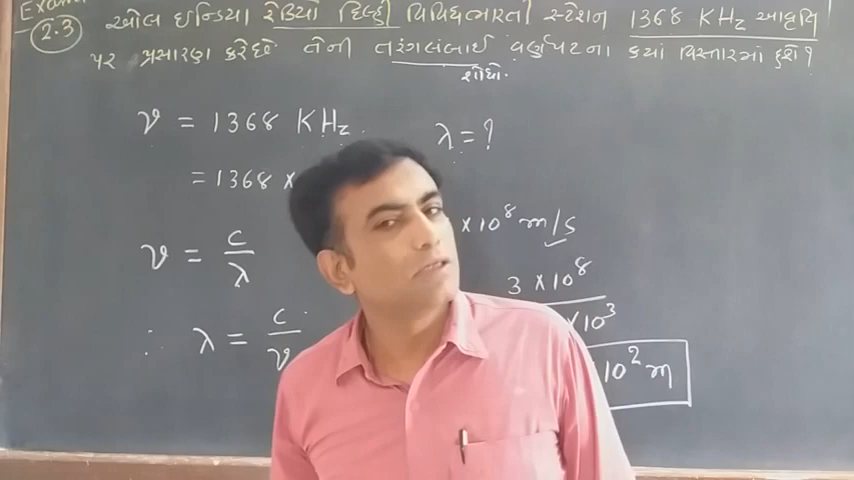 Exam
2.3 ઓલ ઇન્ડિયા રેડિયો દિલ્હી વિવિધભારતી સ્ટેશન 1368 KHz આવૃત્તિ
પર પ્રસારણ કરે છે તેની તરંગલંબાઈ વર્ણપટના કયાં વિસ્તારમાં હશે?
શોધો.
ν = 1368 KHz. λ = ?
= 1368 ×
× 10⁸ m/s
ν = c/λ
3 × 10⁸
× 10³
∴ λ = c/ν
10² m